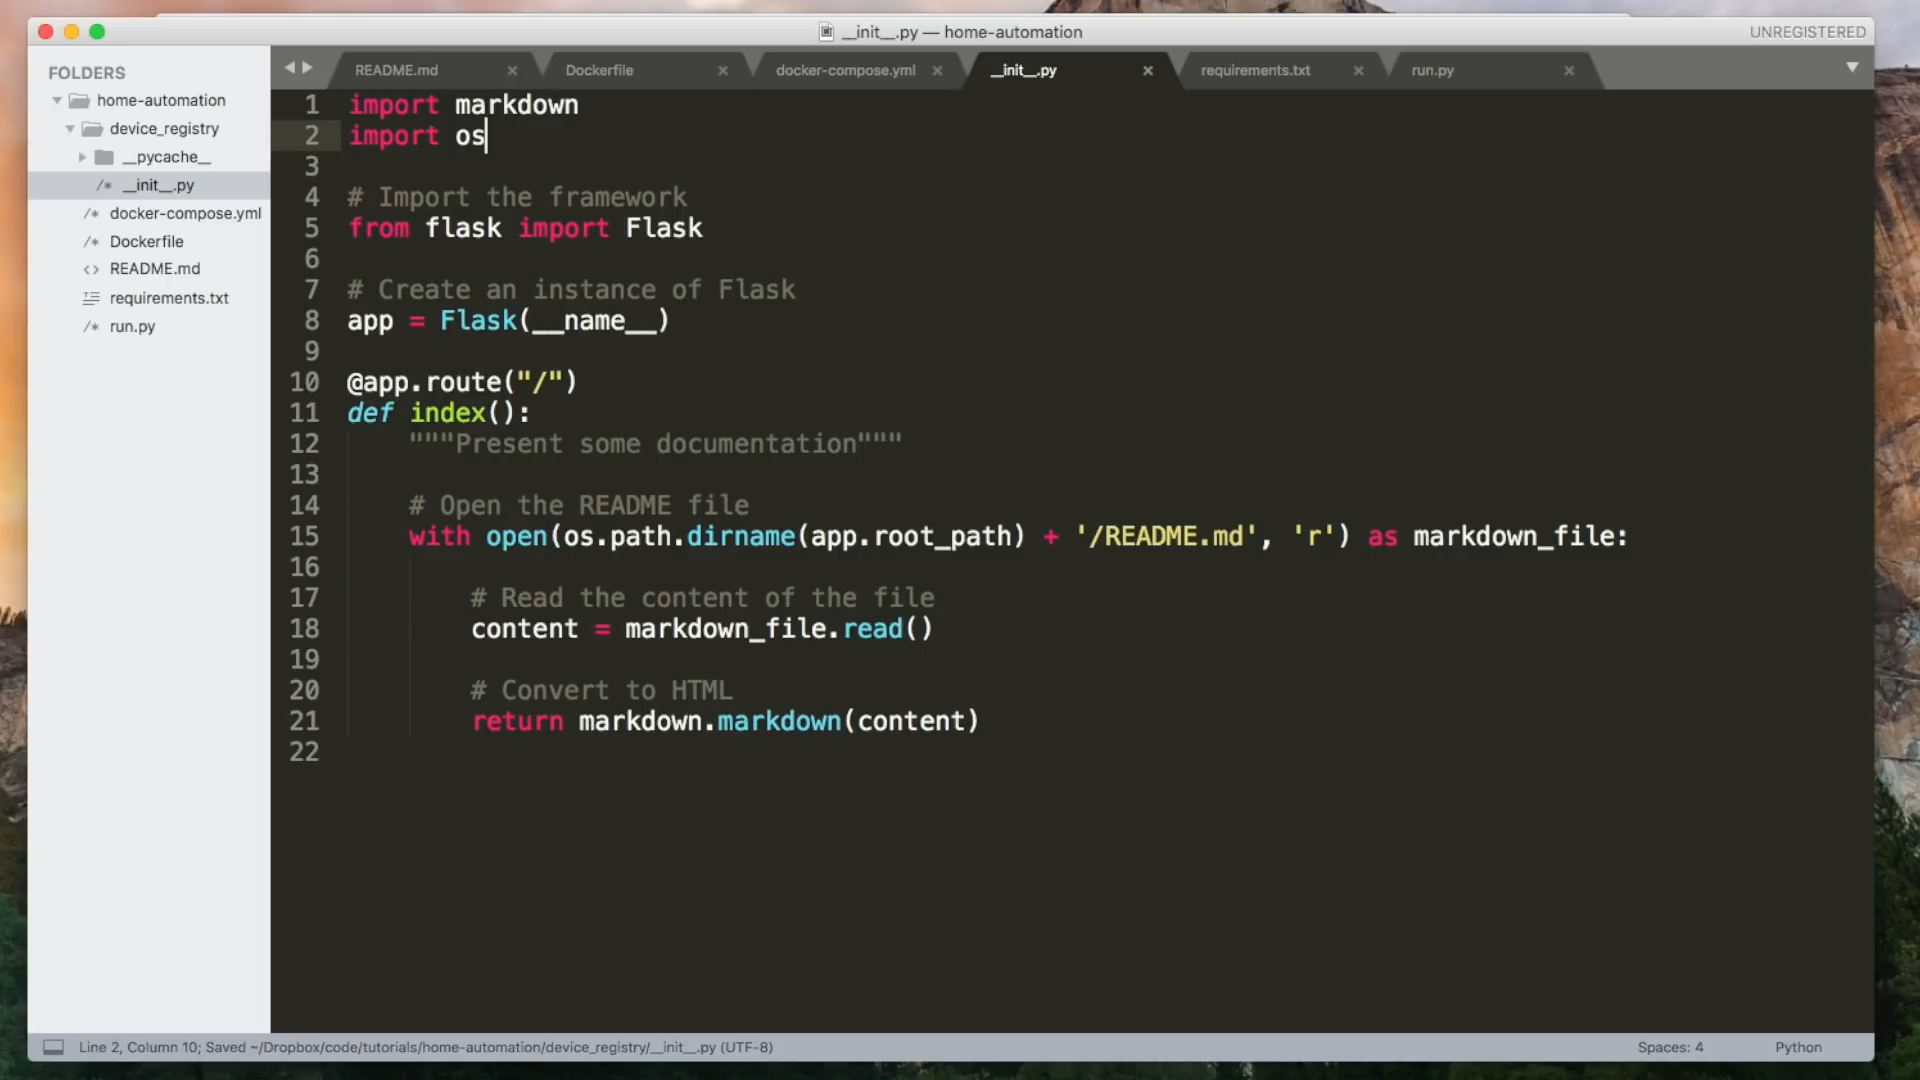 __init__.py — home-automation
UNREGISTERED
FOLDERS
home-automation
device_registry
__pycache__
/* __init__.py
/* docker-compose.yml
/* Dockerfile
<> README.md
requirements.txt
/* run.py
README.md × Dockerfile × docker-compose.yml × __init__.py × requirements.txt × run.py ×
1 import markdown
2 import os
3
4 # Import the framework
5 from flask import Flask
6
7 # Create an instance of Flask
8 app = Flask(__name__)
9
10 @app.route("/")
11 def index():
12     """Present some documentation"""
13
14     # Open the README file
15     with open(os.path.dirname(app.root_path) + '/README.md', 'r') as markdown_file:
16
17         # Read the content of the file
18         content = markdown_file.read()
19
20         # Convert to HTML
21         return markdown.markdown(content)
22
Line 2, Column 10; Saved ~/Dropbox/code/tutorials/home-automation/device_registry/__init__.py (UTF-8)
Spaces: 4
Python